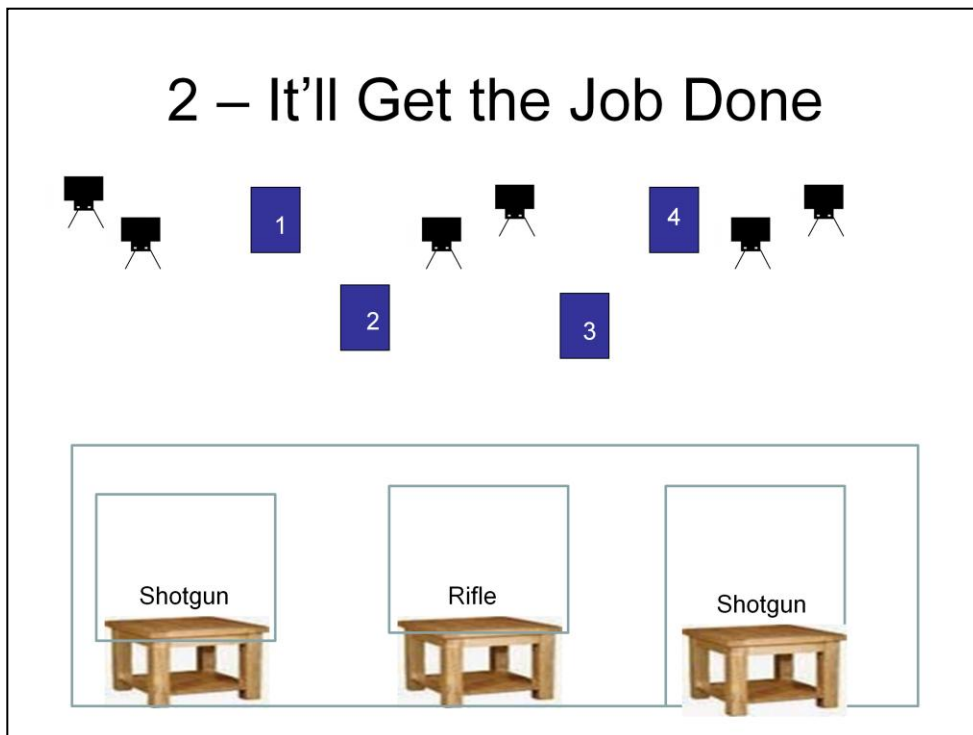 2 – It’ll Get the Job Done
1
4
2
3
Shotgun
Rifle
Shotgun